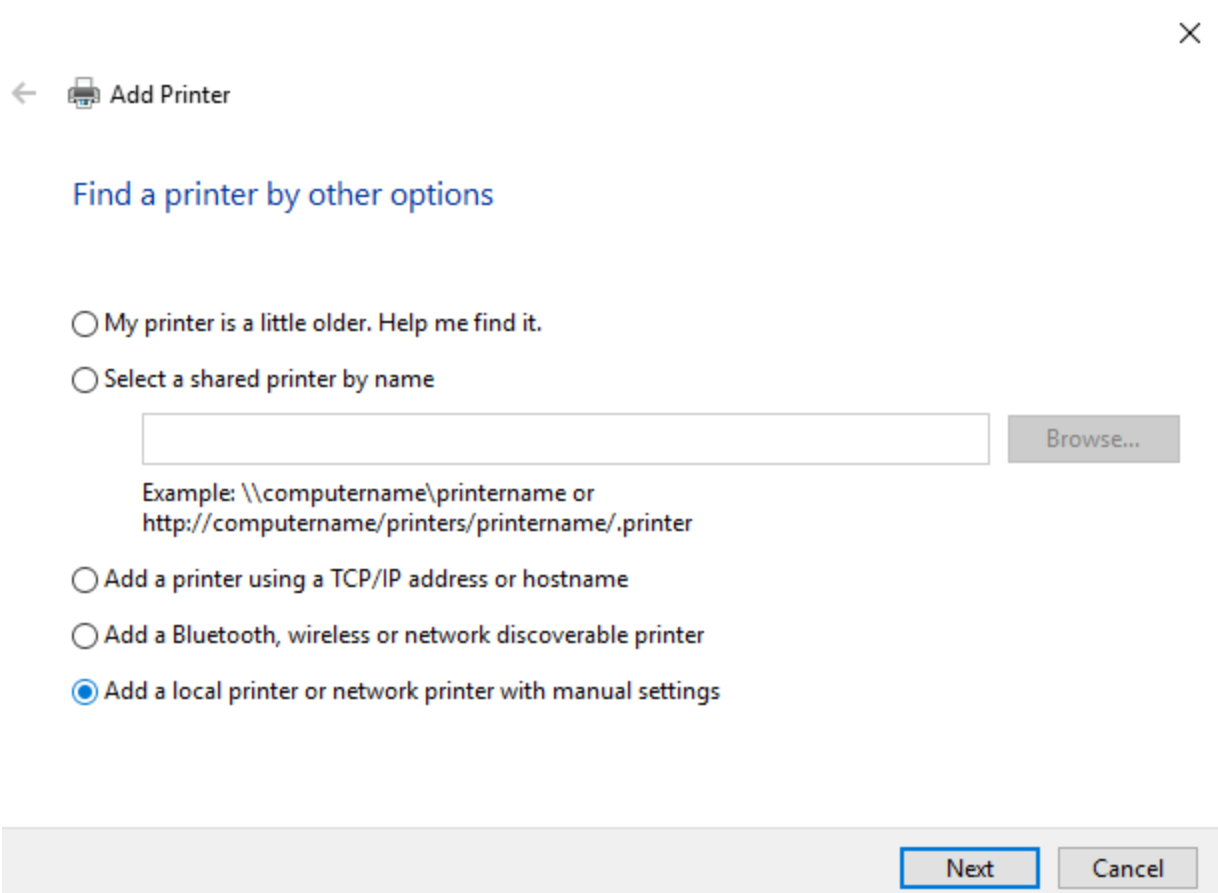 Add Printer
Find a printer by other options
My printer is a little older. Help me find it.
Select a shared printer by name
Browse...
Example: \\computername\printername or
http://computername/printers/printername/.printer
Add a printer using a TCP/IP address or hostname
Add a Bluetooth, wireless or network discoverable printer
Add a local printer or network printer with manual settings
Next Cancel